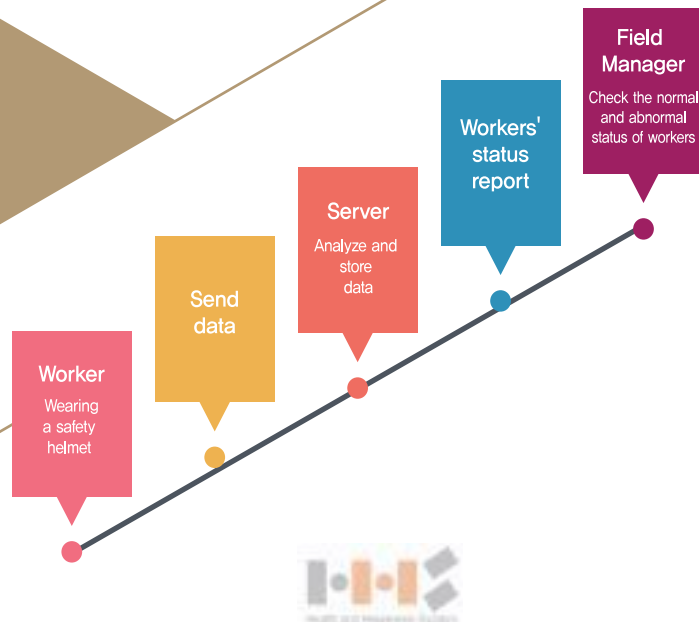 Worker
Wearing
a safety
helmet
Send
data
Server
Analyze and
store
data
Workers'
status
report
Field
Manager
Check the normal
and abnormal
status of workers